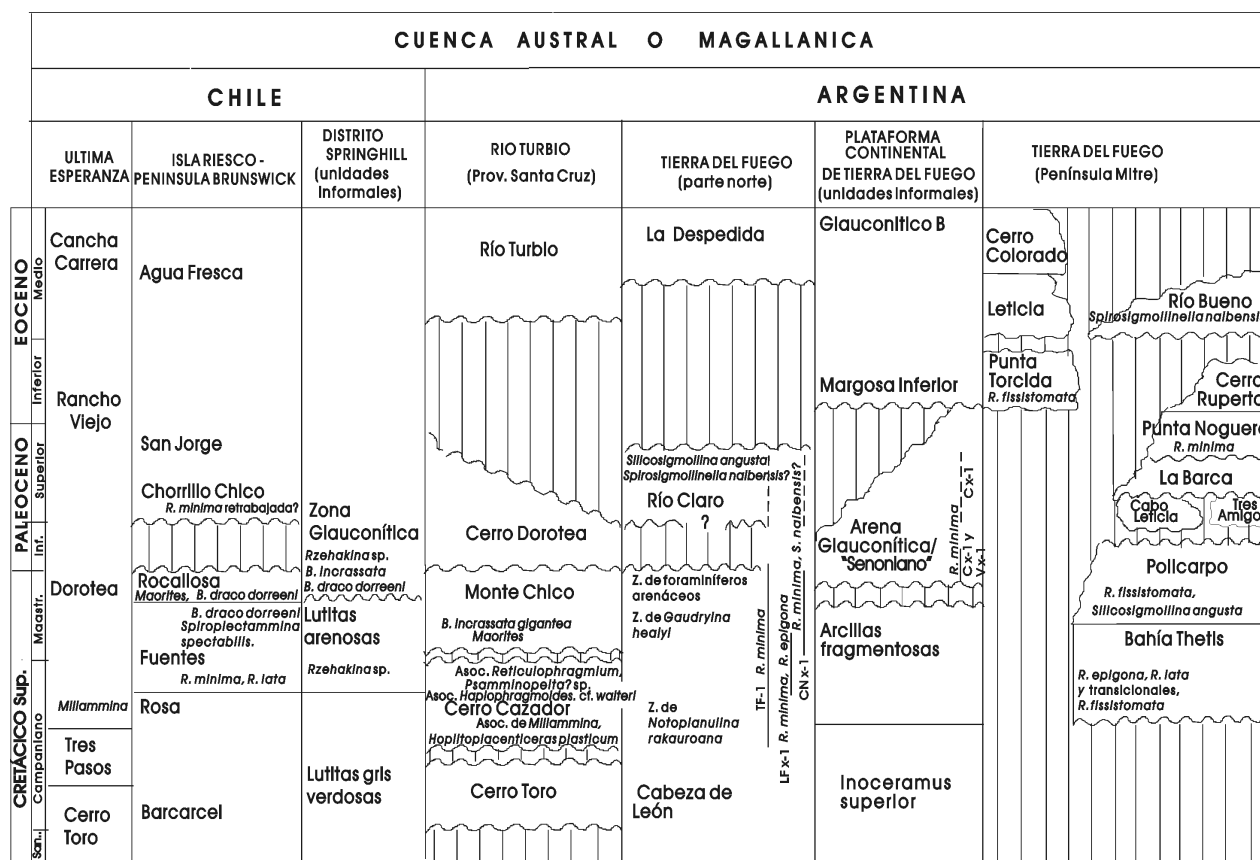 CUENCA AUSTRAL O MAGALLANICA
CHILE
ARGENTINA
ULTIMA
ESPERANZA
ISLA RIESCO -
PENINSULA BRUNSWICK
DISTRITO
SPRINGHILL
(unidades
informales)
RIO TURBIO
(Prov. Santa Cruz)
TIERRA DEL FUEGO
(parte norte)
PLATAFORMA
CONTINENTAL
DE TIERRA DEL FUEGO
(unidades informales)
TIERRA DEL FUEGO
(Península Mitre)
EOCENO
Medio
Inferior
PALEOCENO
Superior
Inf.
CRETÁCICO Sup.
Maastr.
Campaniano
San..
Cancha
Carrera
Rancho
Viejo
Dorotea
Millammina
Tres
Pasos
Cerro
Toro
Agua Fresca
San Jorge
Chorrillo Chico
R. minima retrabajada?
Rocallosa
Maorites, B. draco dorreeni
B. draco dorreeni
Spiroplectammina
spectabilis.
Fuentes
R. minima, R. lata
Rosa
Barcarcel
Zona
Glauconítica
Rzehakina sp.
B. incrassata
B. draco dorreeni
Lutitas
arenosas
Rzehakina sp.
Lutitas gris
verdosas
Río Turbio
Cerro Dorotea
Monte Chico
B. incrassata gigantea
Maorites
Asoc. Reticulophragmium,
Psamminopelta? sp.
Asoc. Haplophragmoides. cf. walteri
Cerro Cazador
Asoc. de Millammina,
Hoplitoplacenticeras plasticum
Cerro Toro
La Despedida
Silicosigmoilina angusta
Spirosigmoilinella naibensis?
Río Claro
?
Z. de foraminíferos
arenáceos
Z. de Gaudryina
healyi
Z. de
Notoplanulina
rakauroana
Cabeza de
León
TF-1 R. minima
LF x-1 R. minima, R. epigona
CN x-1 R. minima, S. naibensis?
Glauconitico B
Margosa Inferior
Arena
Glauconítica/
"Senoniano"
R. minima
Cx-1 y
Vx-1
Cx-1
Arcillas
fragmentosas
Inoceramus
superior
Cerro
Colorado
Leticia
Punta
Torcida
R. fissistomata
Río Bueno
Spirosigmoilinella naibensi
Cerro
Ruperto
Punta Noguer
R. minima
La Barca
Cabo
Leticia
Tres
Amigo
Policarpo
R. fissistomata,
Silicosigmoilina angusta
Bahía Thetis
R. epigona, R. lata
y transicionales,
R. fissistomata